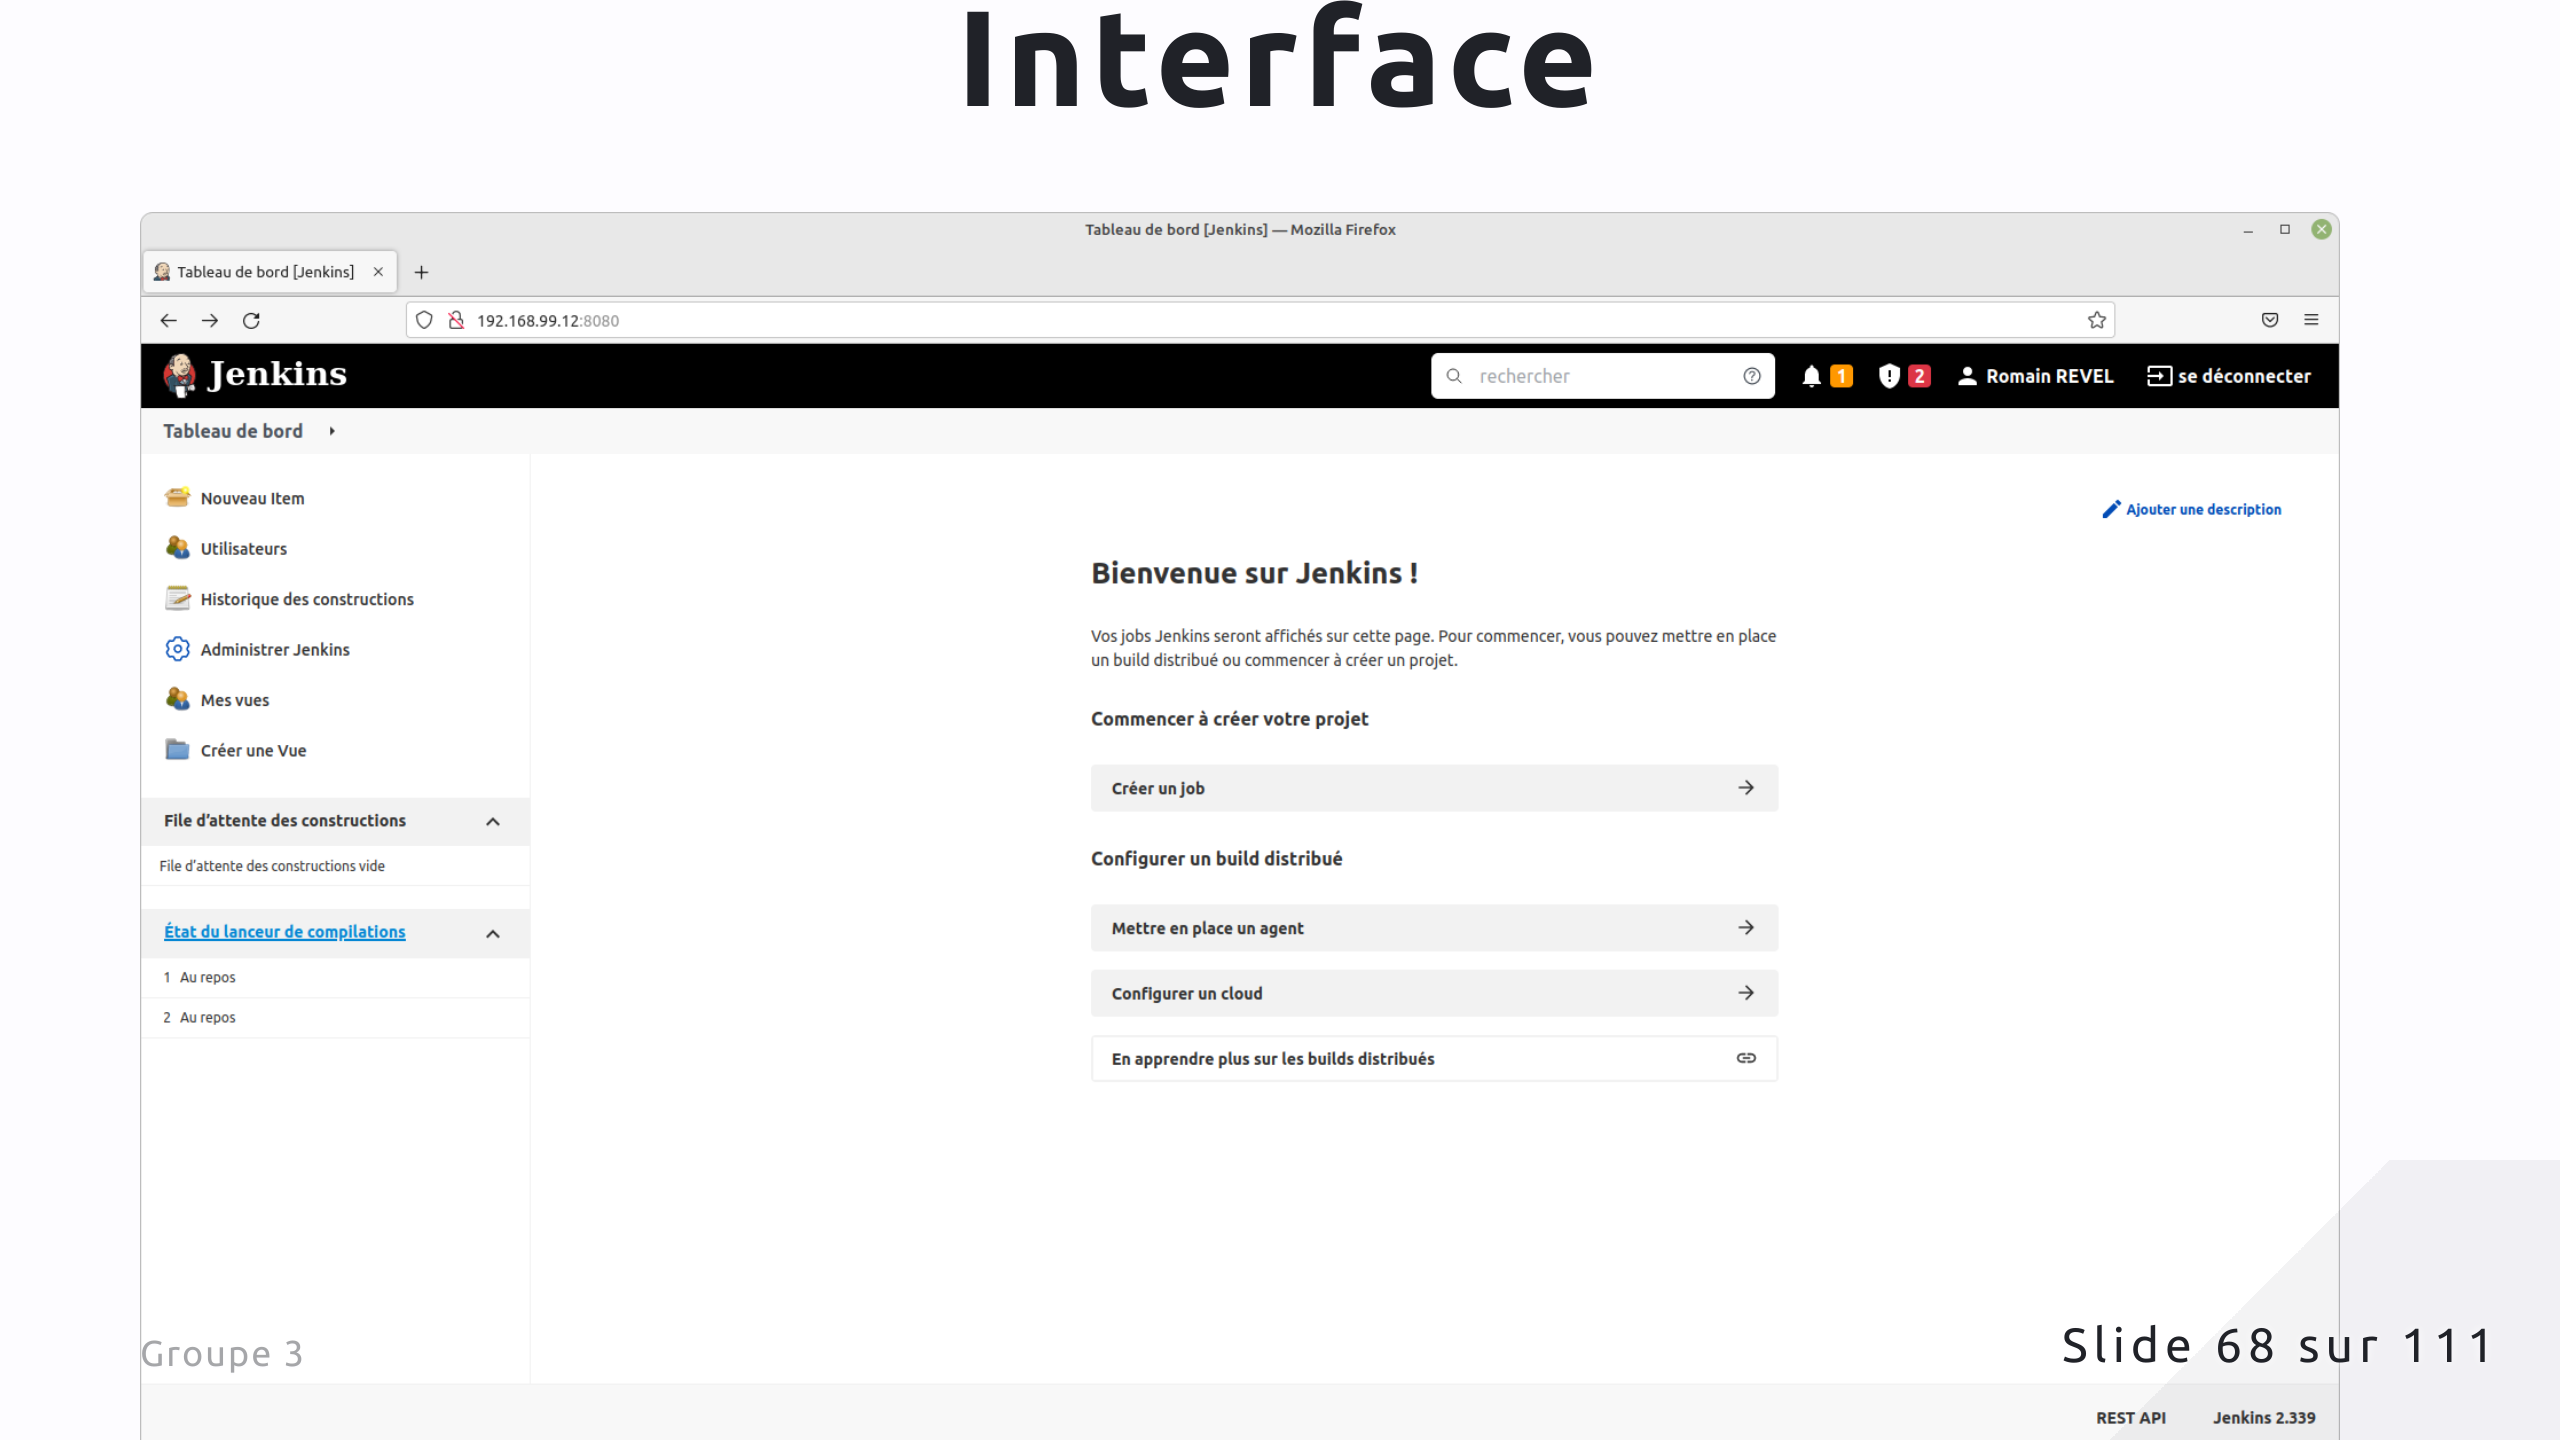 Interface
Tableau de bord [Jenkins] — Mozilla Firefox
Tableau de bord [Jenkins]
192.168.99.12:8080
Jenkins
rechercher
1
2
Romain REVEL
se déconnecter
Tableau de bord
Nouveau Item
Utilisateurs
Historique des constructions
Administrer Jenkins
Mes vues
Créer une Vue
File d'attente des constructions
File d'attente des constructions vide
État du lanceur de compilations
1 Au repos
2 Au repos
Ajouter une description
Bienvenue sur Jenkins !
Vos jobs Jenkins seront affichés sur cette page. Pour commencer, vous pouvez mettre en place
un build distribué ou commencer à créer un projet.
Commencer à créer votre projet
Créer un job
Configurer un build distribué
Mettre en place un agent
Configurer un cloud
En apprendre plus sur les builds distribués
Groupe 3
Slide 68 sur 111
REST API
Jenkins 2.339